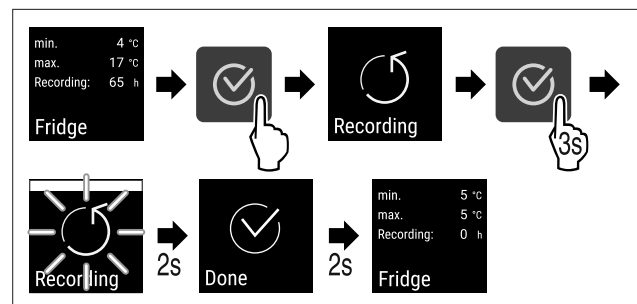 min. 4 °C
max. 17 °C
Recording: 65 h
Fridge
Recording
3s
Recording
2s
Done
2s
min. 5 °C
max. 5 °C
Recording: 0 h
Fridge